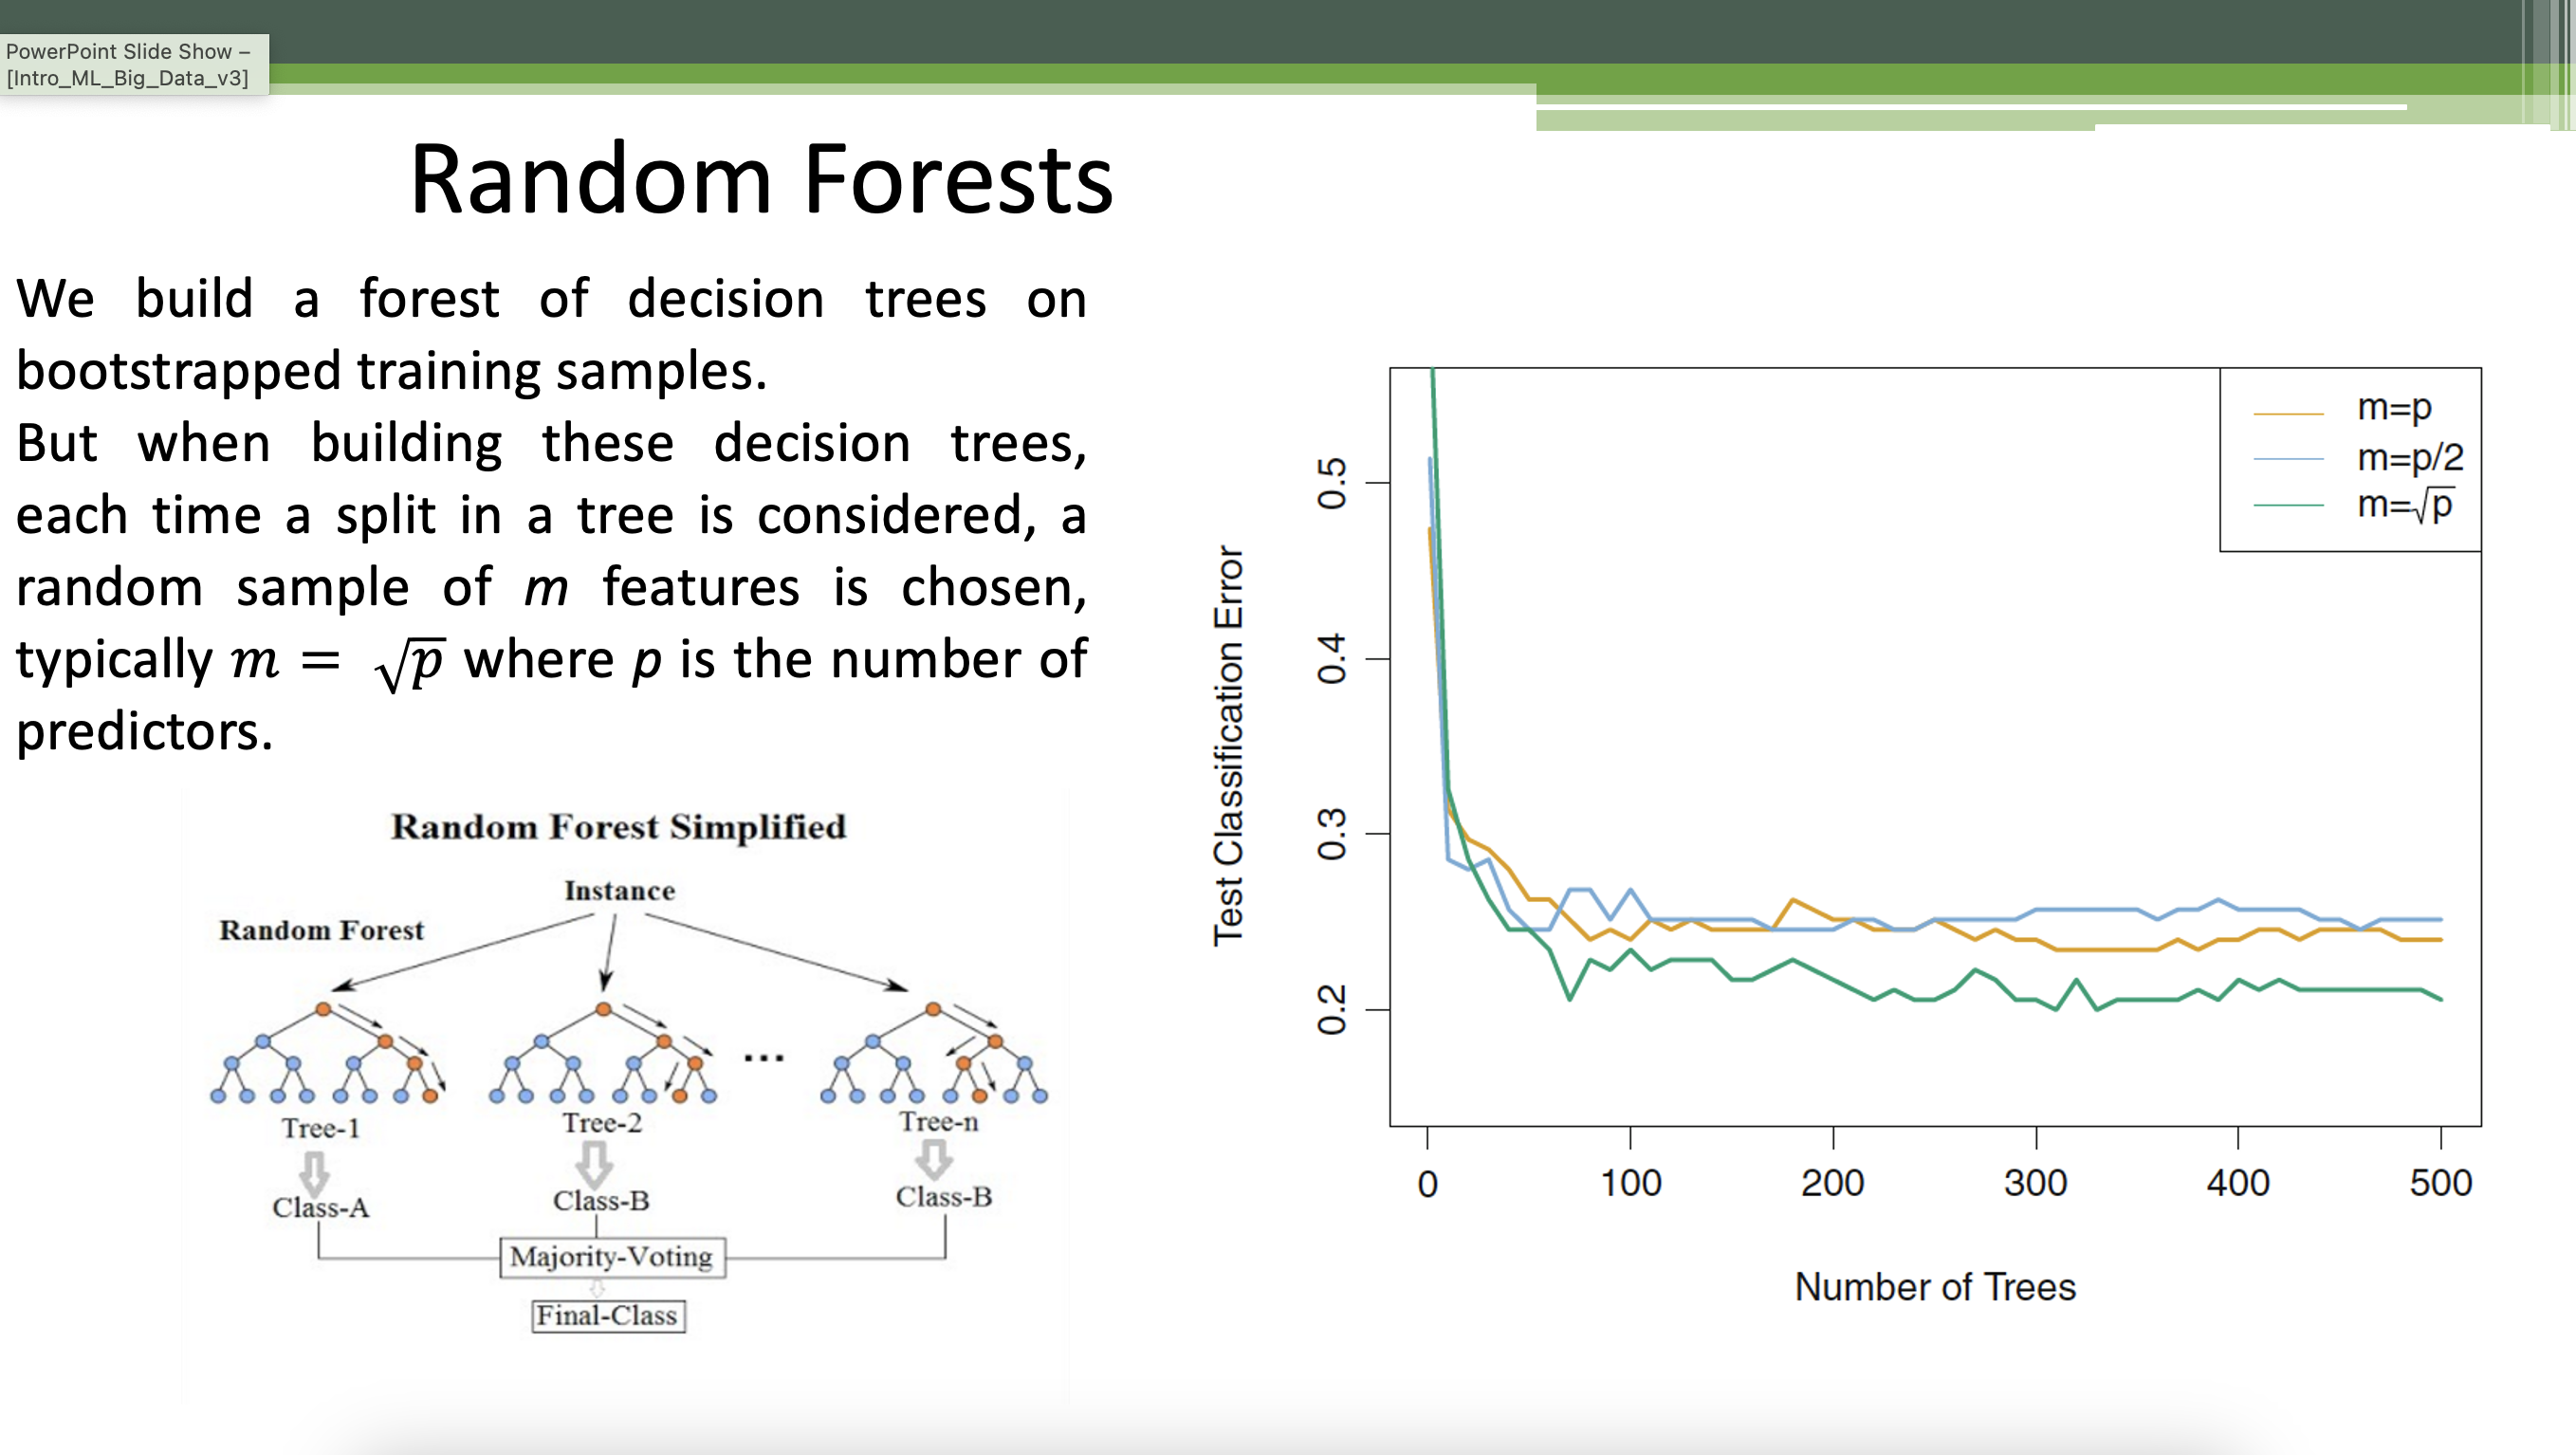 PowerPoint Slide Show –
[Intro_ML_Big_Data_v3]
Random Forests
We build a forest of decision trees on
bootstrapped training samples.
But when building these decision trees,
each time a split in a tree is considered, a
random sample of m features is chosen,
typically m = √p where p is the number of
predictors.
Random Forest Simplified
Instance
Random Forest
...
Tree-1
Tree-2
Tree-n
Class-A
Class-B
Class-B
Majority-Voting
Final-Class
m=p
m=p/2
m=√p
Test Classification Error
0.5
0.4
0.3
0.2
0 100 200 300 400 500
Number of Trees